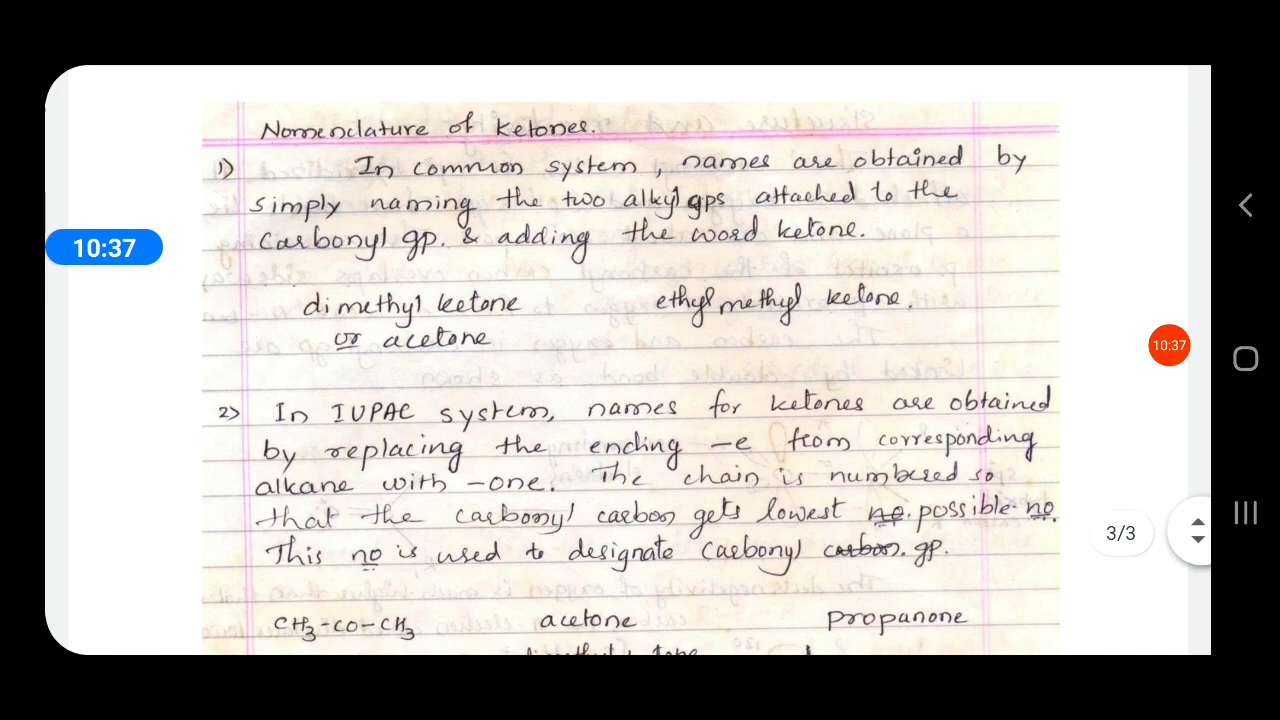 Nomenclature of ketones.
1) In common system, names are obtained by
simply naming the two alkyl gps attached to the
carbonyl gp. & adding the word ketone.
10:37
dimethyl ketone ethyl methyl ketone.
or acetone
10:37
2) In IUPAC system, names for ketones are obtained
by replacing the ending -e from corresponding
alkane with -one. The chain is numbered so
that the carbonyl carbon gets lowest no. possible no.
3/3
This no is used to designate carbonyl carbon. gp.
CH3-CO-CH3 acetone propanone